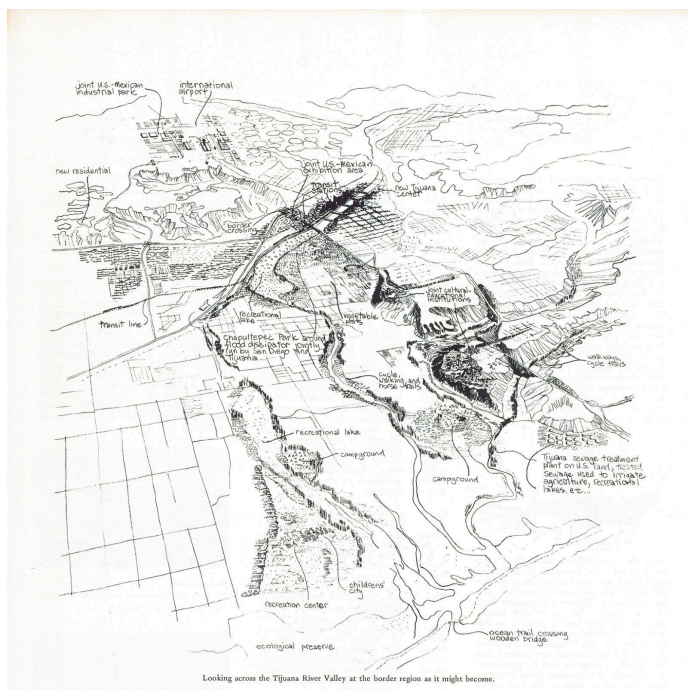 joint U.S.-Mexican
industrial park
international
airport
new residential
joint U.S.-Mexican
exhibition area
transit
stations
new Tijuana
center
border
crossing
joint cultural-
educational
institutions
transit line
recreational
lake
vegetable
plots
Chapultepec Park around
flood dissipator jointly
run by San Diego and
Tijuana
walkways,
cycle trails
cycle,
walking, and
horse trails
recreational lake
campground
campground
Tijuana sewage treatment
plant on U.S. land, treated
sewage used to irrigate
agriculture, recreational
lakes, etc...
childrens'
city
recreation center
ocean trail crossing
wooden bridge
ecological preserve
Looking across the Tijuana River Valley at the border region as it might become.